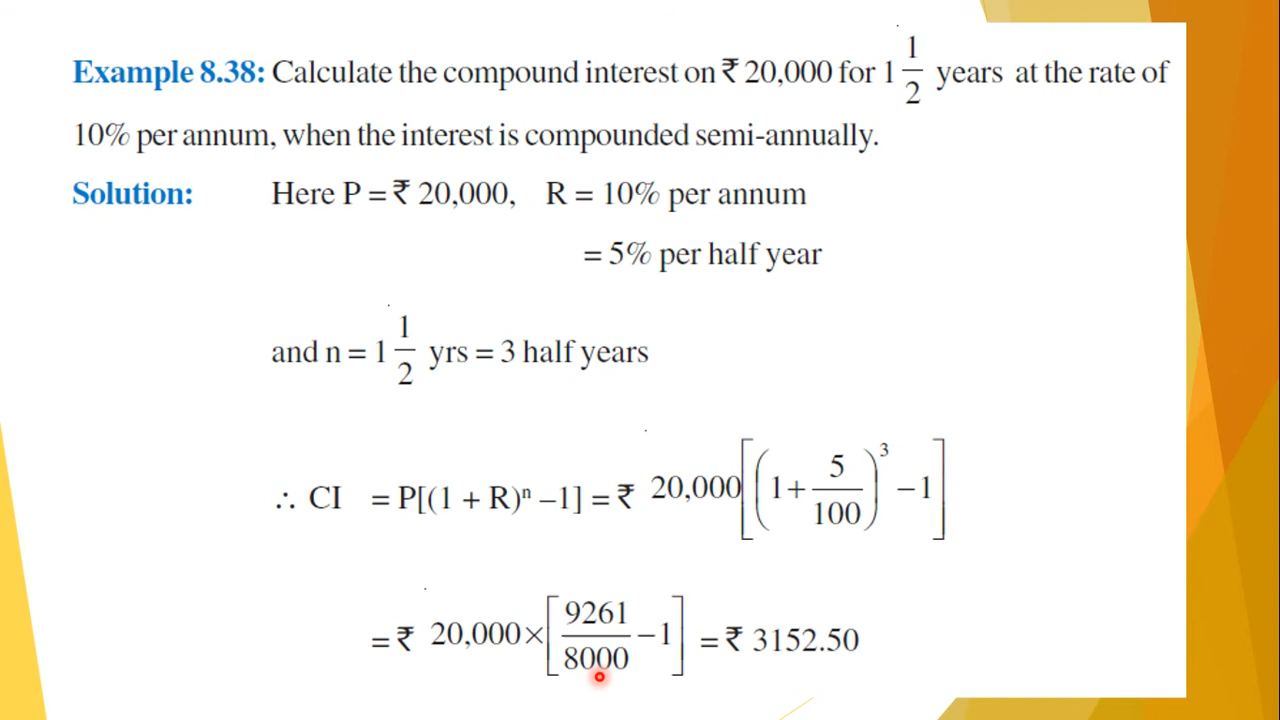 Example 8.38: Calculate the compound interest on ₹ 20,000 for 1 1/2 years at the rate of
10% per annum, when the interest is compounded semi-annually.
Solution: Here P = ₹ 20,000, R = 10% per annum
= 5% per half year
and n = 1 1/2 yrs = 3 half years
∴ CI = P[(1 + R)ⁿ –1] = ₹ 20,000[(1+5/100)³ –1]
= ₹ 20,000×[9261/8000 –1] = ₹ 3152.50